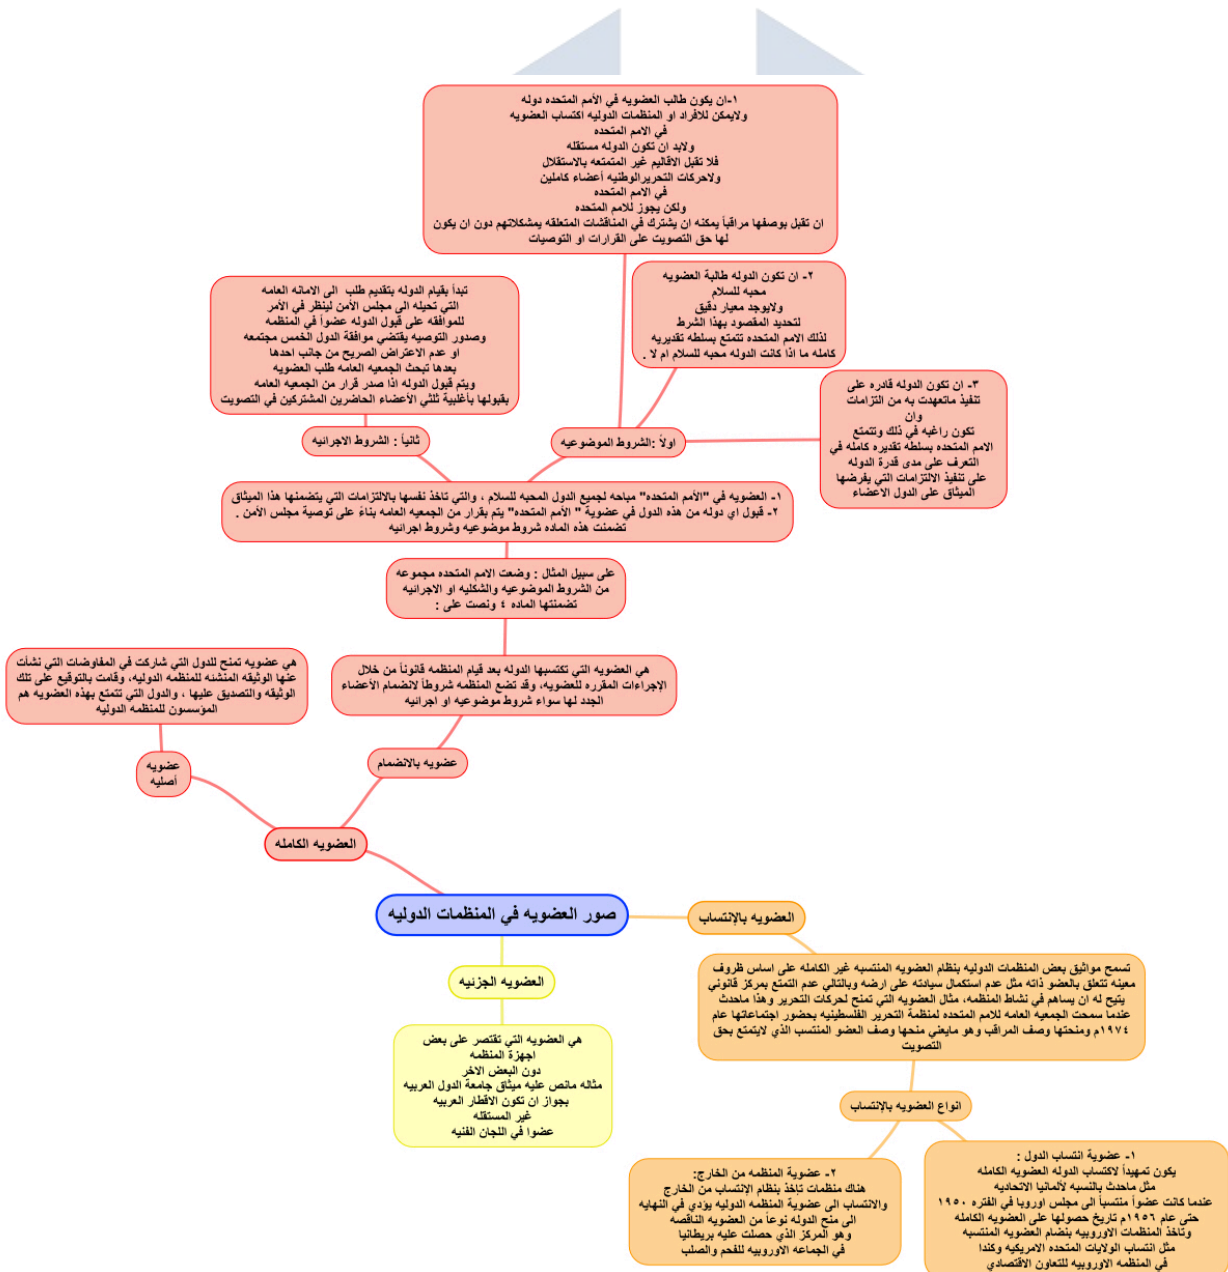 ١-ان يكون طالب العضويه في الأمم المتحده دوله
ولايمكن للافراد او المنظمات الدوليه اكتساب العضويه
في الامم المتحده
ولابد ان تكون الدوله مستقله
فلا تقبل الاقاليم غير المتمتعه بالاستقلال
ولاحركات التحريرالوطنيه أعضاء كاملين
في الامم المتحده
ولكن يجوز للامم المتحده
ان تقبل بوصفها مراقباً يمكنه ان يشترك في المناقشات المتعلقه يمشكلاتهم دون ان يكون
لها حق التصويت على القرارات او التوصيات
٢- ان تكون الدوله طالبة العضويه
محبه للسلام
ولايوجد معيار دقيق
لتحديد المقصود بهذا الشرط
لذلك الامم المتحده تتمتع بسلطه تقديريه
كامله ما اذا كانت الدوله محبه للسلام ام لا .
تبدأ بقيام الدوله بتقديم طلب الى الامانه العامه
التي تحيله الى مجلس الأمن لينظر في الأمر
للموافقه على قبول الدوله عضواً في المنظمه
وصدور التوصيه يقتضي موافقة الدول الخمس مجتمعه
او عدم الاعتراض الصريح من جانب احدها
بعدها تبحث الجمعيه العامه طلب العضويه
ويتم قبول الدوله اذا صدر قرار من الجمعيه العامه
بقبولها بأغلبية ثلثي الأعضاء الحاضرين المشتركين في التصويت
٣- ان تكون الدوله قادره على
تنفيذ ماتعهدت به من التزامات
وان
تكون راغبه في ذلك وتتمتع
الامم المتحده بسلطه تقديره كامله في
التعرف على مدى قدرة الدوله
على تنفيذ الالتزامات التي يفرضها
الميثاق على الدول الاعضاء
اولاً :الشروط الموضوعيه
ثانياً : الشروط الاجرائيه
١- العضويه في "الأمم المتحده" مباحه لجميع الدول المحبه للسلام ، والتي تاخذ نفسها بالالتزامات التي يتضمنها هذا الميثاق
٢- قبول اي دوله من هذه الدول في عضوية " الأمم المتحده" يتم بقرار من الجمعيه العامه بناءً على توصية مجلس الأمن .
تضمنت هذه الماده شروط موضوعيه وشروط اجرائيه
على سبيل المثال : وضعت الامم المتحده مجموعه
من الشروط الموضوعيه والشكليه او الاجرائيه
تضمنتها الماده ٤ ونصت على :
هي العضويه التي تكتسبها الدوله بعد قيام المنظمه قانوناً من خلال
الإجراءات المقرره للعضويه، وقد تضع المنظمه شروطاً لانضمام الأعضاء
الجدد لها سواء شروط موضوعيه او اجرائيه
هي عضويه تمنح للدول التي شاركت في المفاوضات التي نشأت
عنها الوثيقه المنشئه للمنظمه الدوليه، وقامت بالتوقيع على تلك
الوثيقه والتصديق عليها ، والدول التي تتمتع بهذه العضويه هم
المؤسسون للمنظمه الدوليه
عضويه بالانضمام
عضويه
أصليه
العضويه الكامله
صور العضويه في المنظمات الدوليه
العضويه بالإنتساب
العضويه الجزئيه
تسمح مواثيق بعض المنظمات الدوليه بنظام العضويه المنتسبه غير الكامله على اساس ظروف
معينه تتعلق بالعضو ذاته مثل عدم استكمال سيادته على ارضه وبالتالي عدم التمتع بمركز قانوني
يتيح له ان يساهم في نشاط المنظمه، مثال العضويه التي تمنح لحركات التحرير وهذا ماحدث
عندما سمحت الجمعيه العامه للامم المتحده لمنظمة التحرير الفلسطينيه بحضور اجتماعاتها عام
١٩٧٤م ومنحتها وصف المراقب وهو مايعني منحها وصف العضو المنتسب الذي لايتمتع بحق
التصويت
هي العضويه التي تقتصر على بعض
اجهزة المنظمه
دون البعض الاخر
مثاله مانص عليه ميثاق جامعة الدول العربيه
بجواز ان تكون الاقطار العربيه
غير المستقله
عضوا في اللجان الفنيه
انواع العضويه بالإنتساب
١- عضوية انتساب الدول :
يكون تمهيداً لاكتساب الدوله العضويه الكامله
مثل ماحدث بالنسبه لألمانيا الاتحاديه
عندما كانت عضواً منتسباً الى مجلس اوروبا في الفتره ١٩٥٠
حتى عام ١٩٥٦م تاريخ حصولها على العضويه الكامله
وتاخذ المنظمات الاوروبيه بنضام العضويه المنتسبه
مثل انتساب الولايات المتحده الامريكيه وكندا
في المنظمه الاوروبيه للتعاون الاقتصادي
٢- عضوية المنظمه من الخارج:
هناك منظمات تاخذ بنظام الإنتساب من الخارج
والانتساب الى عضوية المنظمه الدوليه يؤدي في النهايه
الى منح الدوله نوعاً من العضويه الناقصه
وهو المركز الذي حصلت عليه بريطانيا
في الجماعه الاوروبيه للفحم والصلب